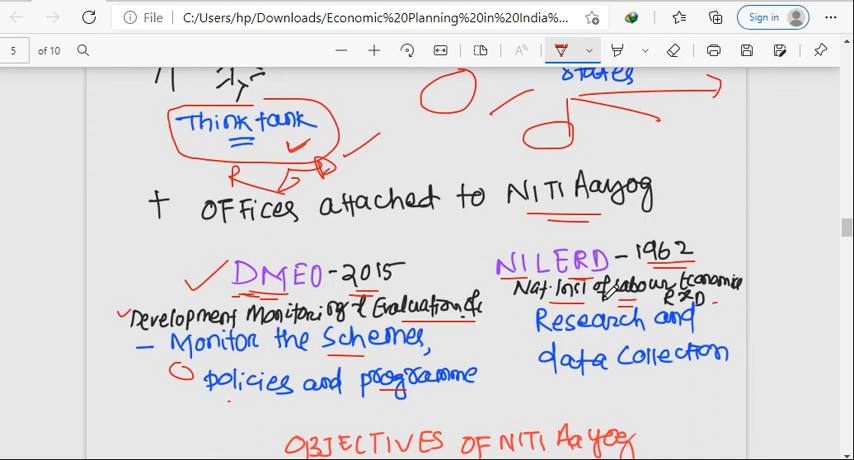 File
C:/Users/hp/Downloads/Economic%20Planning%20in%20India%...
Sign in
5 of 10
states
Think tank
R
OFFices attached to NITI Aayog
DMEO - 2015
Development Monitoring & Evaluation
- Monitor the Schemes,
policies and programme
NILERD - 1962
Nat. Inst of Labour Economics
R & D
Research and
data Collection
OBJECTIVES OF NITI Aayog